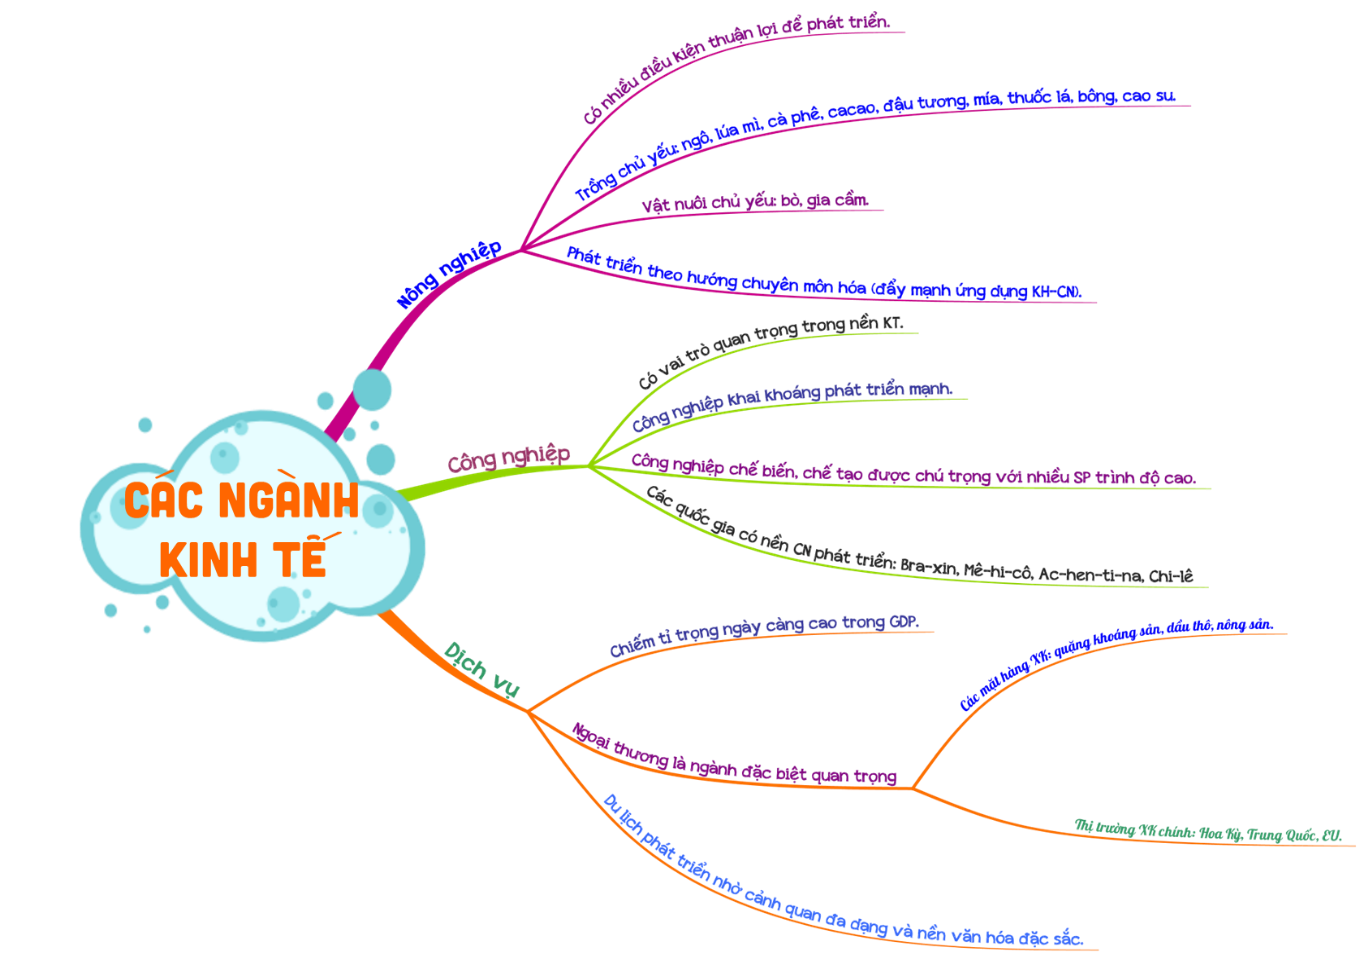 CÁC NGÀNH
KINH TẾ
Nông nghiệp
Có nhiều điều kiện thuận lợi để phát triển.
Trồng chủ yếu: ngô, lúa mì, cà phê, cacao, đậu tương, mía, thuốc lá, bông, cao su.
Vật nuôi chủ yếu: bò, gia cầm.
Phát triển theo hướng chuyên môn hóa (đẩy mạnh ứng dụng KH-CN).
Công nghiệp
Có vai trò quan trọng trong nền KT.
Công nghiệp khai khoáng phát triển mạnh.
Công nghiệp chế biến, chế tạo được chú trọng với nhiều SP trình độ cao.
Các quốc gia có nền CN phát triển: Bra-xin, Mê-hi-cô, Ac-hen-ti-na, Chi-lê
Dịch vụ
Chiếm tỉ trọng ngày càng cao trong GDP.
Ngoại thương là ngành đặc biệt quan trọng
Các mặt hàng XK: quặng khoáng sản, dầu thô, nông sản.
Thị trường XK chính: Hoa Kỳ, Trung Quốc, EU.
Du lịch phát triển nhờ cảnh quan đa dạng và nền văn hóa đặc sắc.